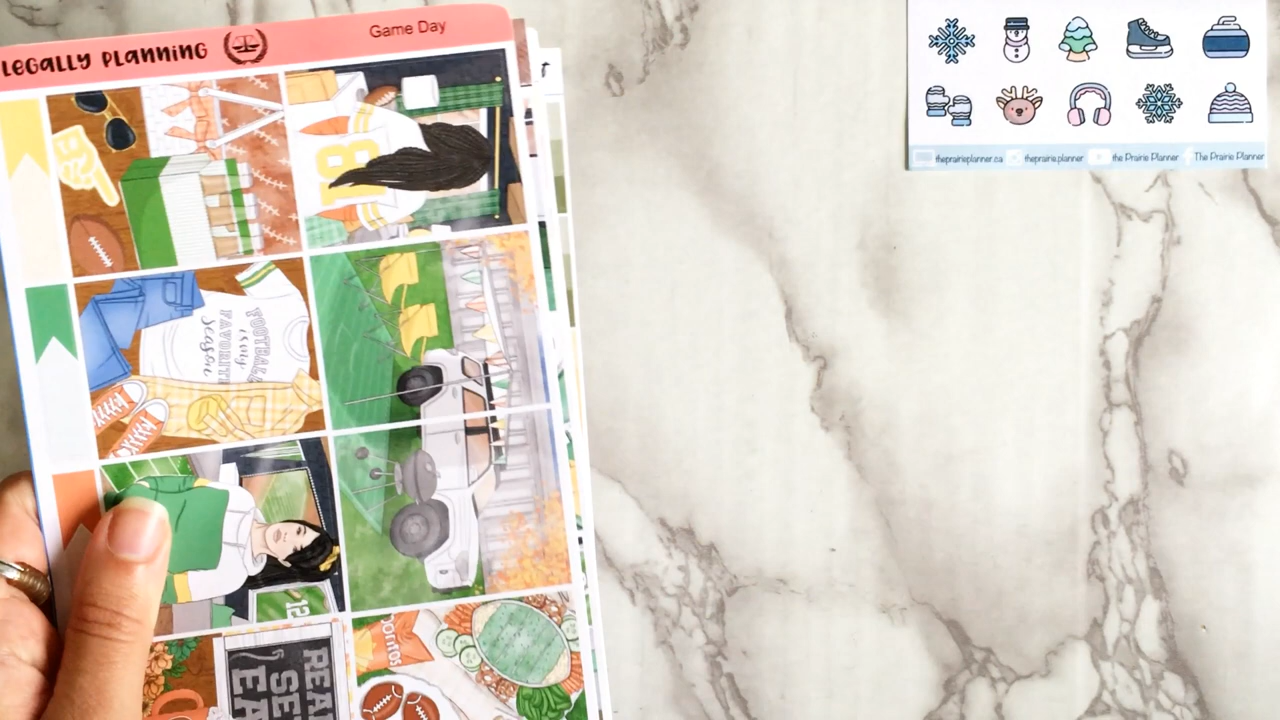 LEGALLY PLANNING
Game Day
18
FOOTBALL
is my
FAVORITE
season
12
Doritos
theprairieplanner.ca
theprairie.planner
the Prairie Planner
The Prairie Planner